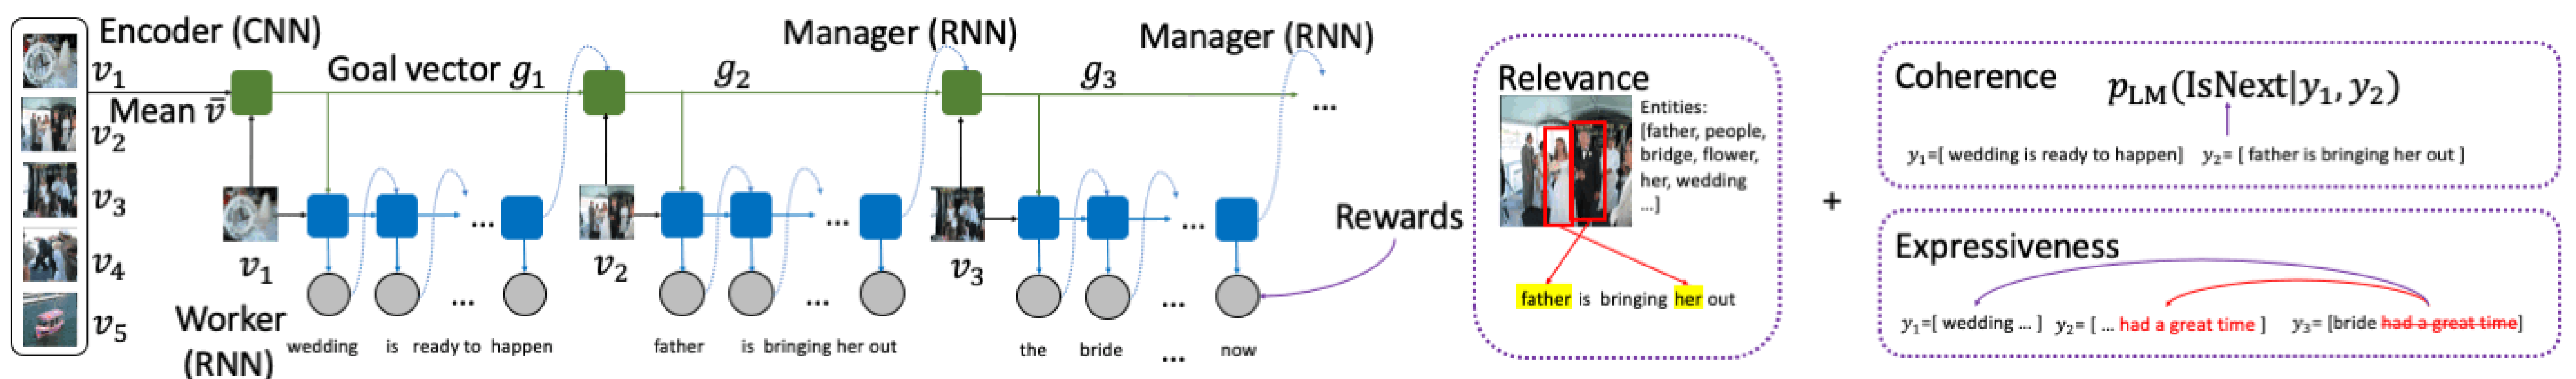 Encoder (CNN)
v₁
Mean v̄
v₂
v₃
v₄
v₅
Goal vector g₁
Manager (RNN)
g₂
Manager (RNN)
g₃
...
v₁
...
v₂
...
v₃
...
Worker
(RNN)
...
...
...
wedding is ready to happen
father is bringing her out
the bride now
Rewards
Relevance
Entities:
[father, people,
bridge, flower,
her, wedding
...]
father is bringing her out
+
Coherence
p_LM(IsNext|y₁, y₂)
y₁=[ wedding is ready to happen] y₂= [ father is bringing her out ]
Expressiveness
y₁=[ wedding ... ] y₂= [ ... had a great time ] y₃= [bride had a great time]